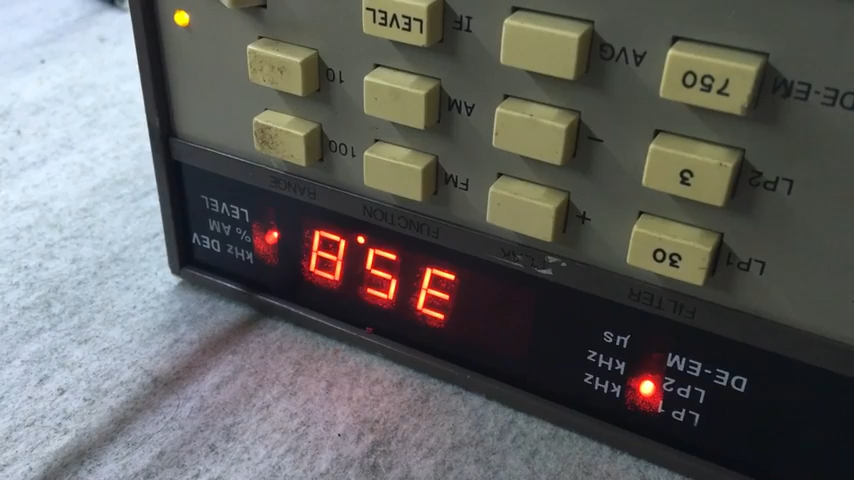 LP1 kHz
LP2 kHz
DE-EM µs
35.8
kHz DEV
% AM
LEVEL
FILTER
FUNCTION
RANGE
LP1 30
+
FM
100
LP2 3
−
AM
10
DE-EM 750
AVG
IF LEVEL